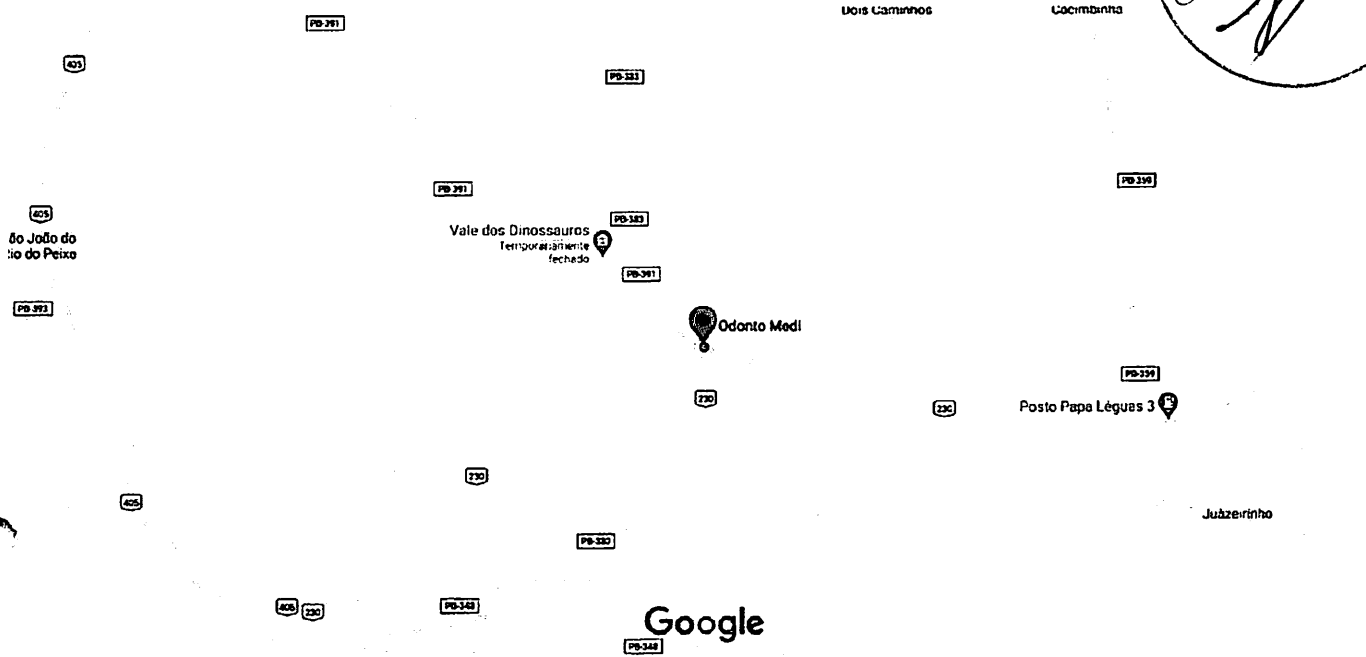 Dois Caminhos
Cacimbinha
PB-391
405
PB-383
PB-391
PB-359
405
PB-383
ão João do
io do Peixe
Vale dos Dinossauros
Temporariamente
fechado
PB-391
PB-393
Odonto Medi
PB-359
230
230
Posto Papa Léguas 3
230
405
Juàzeirinho
405
230
PB-348
Google
PB-348